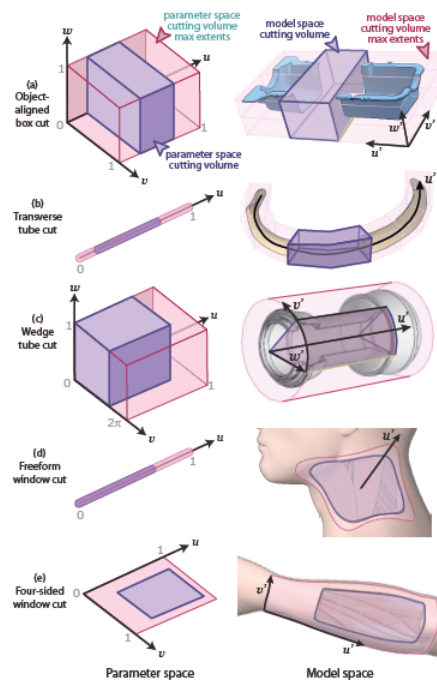 parameter space
cutting volume
max extents
model space
cutting volume
model space
cutting volume
max extents
w
u
1
(a)
Object-
aligned
box cut
0
1
1
v
parameter space
cutting volume
w'
v'
u'
(b)
Transverse
tube cut
u
1
0
u'
w
(c)
Wedge
tube cut
u
1
0
1
2π
v
v'
u'
w'
(d)
Freeform
window cut
u
1
0
u'
(e)
Four-sided
window cut
u
1
0
1
v
v'
u'
Parameter space
Model space